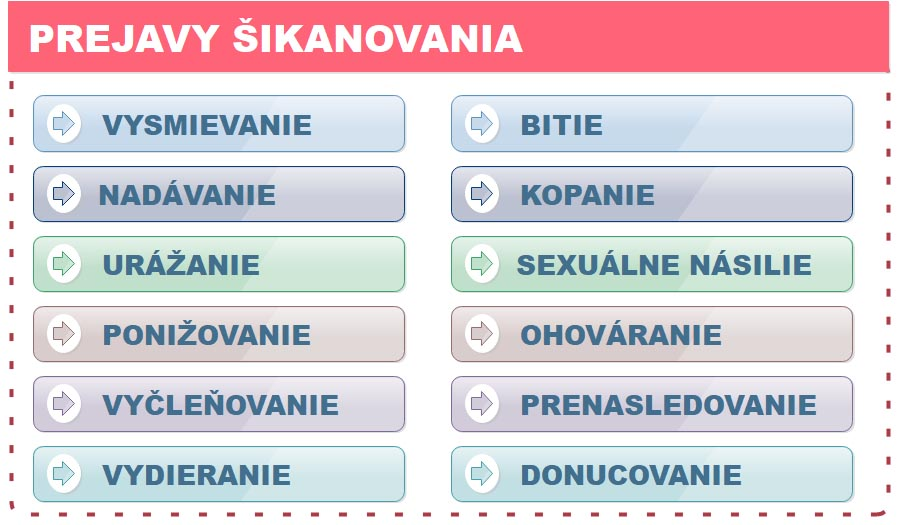 PREJAVY ŠIKANOVANIA
VYSMIEVANIE
NADÁVANIE
URÁŽANIE
PONIŽOVANIE
VYČLEŇOVANIE
VYDIERANIE
BITIE
KOPANIE
SEXUÁLNE NÁSILIE
OHOVÁRANIE
PRENASLEDOVANIE
DONUCOVANIE